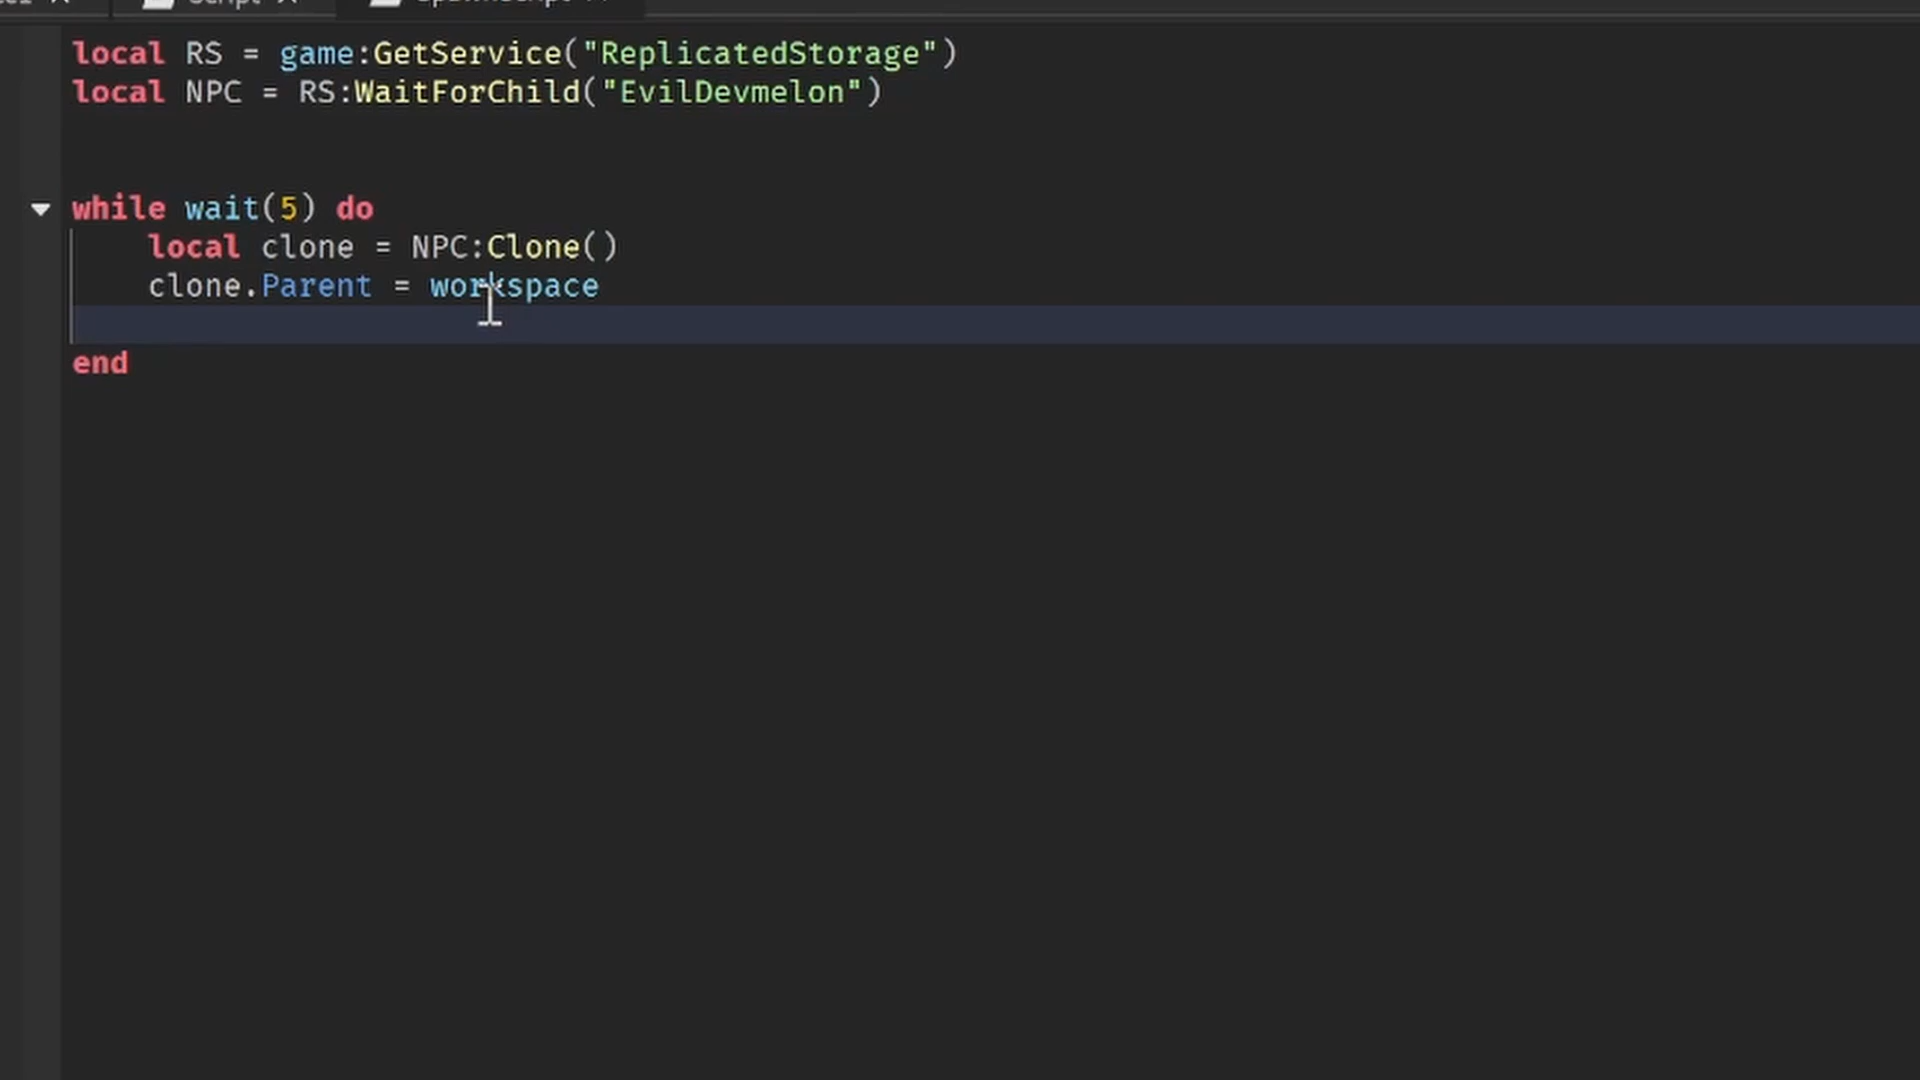 Script
local RS = game:GetService("ReplicatedStorage")
local NPC = RS:WaitForChild("EvilDevmelon")
while wait(5) do
local clone = NPC:Clone()
clone.Parent = workspace
end